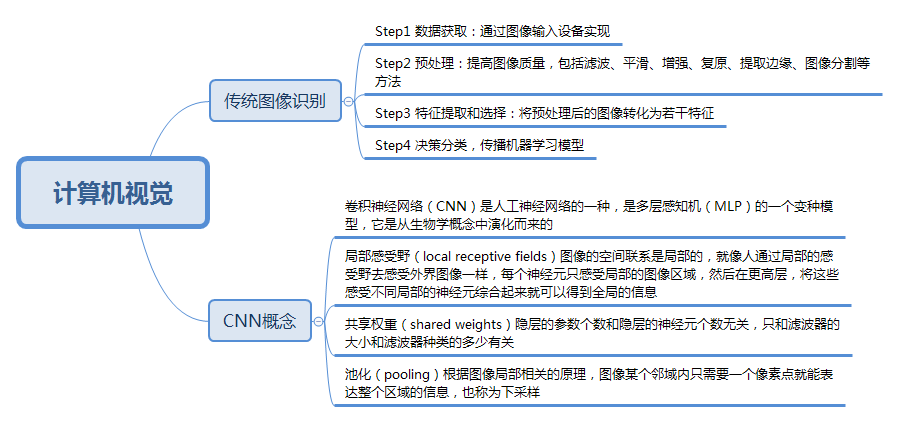 计算机视觉
传统图像识别
Step1 数据获取：通过图像输入设备实现
Step2 预处理：提高图像质量，包括滤波、平滑、增强、复原、提取边缘、图像分割等
方法
Step3 特征提取和选择：将预处理后的图像转化为若干特征
Step4 决策分类，传播机器学习模型
CNN概念
卷积神经网络（CNN）是人工神经网络的一种，是多层感知机（MLP）的一个变种模
型，它是从生物学概念中演化而来的
局部感受野（local receptive fields）图像的空间联系是局部的，就像人通过局部的感
受野去感受外界图像一样，每个神经元只感受局部的图像区域，然后在更高层，将这些
感受不同局部的神经元综合起来就可以得到全局的信息
共享权重（shared weights）隐层的参数个数和隐层的神经元个数无关，只和滤波器的
大小和滤波器种类的多少有关
池化（pooling）根据图像局部相关的原理，图像某个邻域内只需要一个像素点就能表
达整个区域的信息，也称为下采样